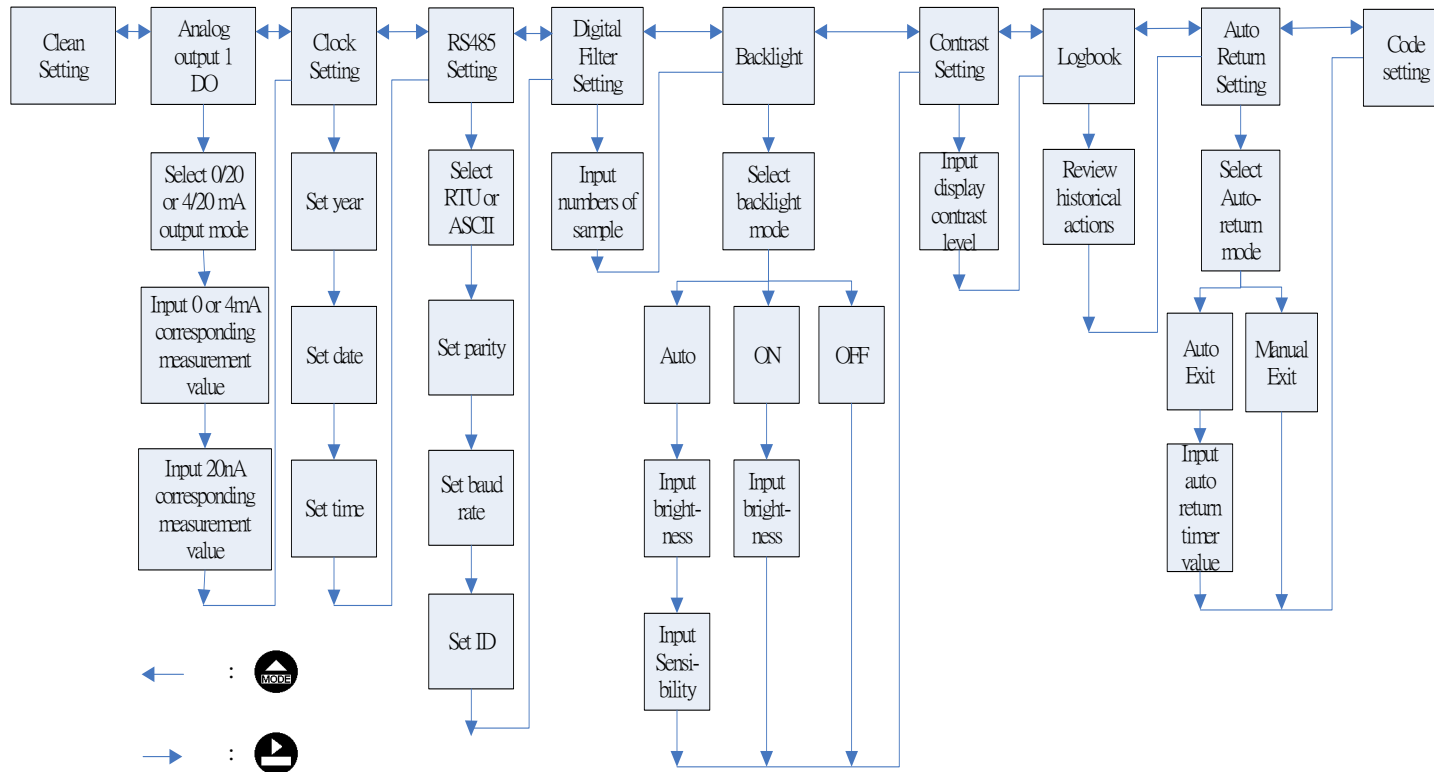 Clean
Setting
Analog
output 1
DO
Clock
Setting
RS485
Setting
Digital
Filter
Setting
Backlight
Contrast
Setting
Logbook
Auto
Return
Setting
Code
setting
Select 0/20
or 4/20 mA
output mode
Set year
Select
RTU or
ASCII
Input
numbers of
sample
Select
backlight
mode
Input
display
contrast
level
Review
historical
actions
Select
Auto-
return
mode
Input 0 or 4mA
corresponding
measurement
value
Set date
Set parity
Auto
ON
OFF
Auto
Exit
Manual
Exit
Input 20nA
corresponding
measurement
value
Set time
Set baud
rate
Input
bright-
ness
Input
bright-
ness
Input
auto
return
timer
value
Set ID
Input
Sensi-
bility
:
MODE
: